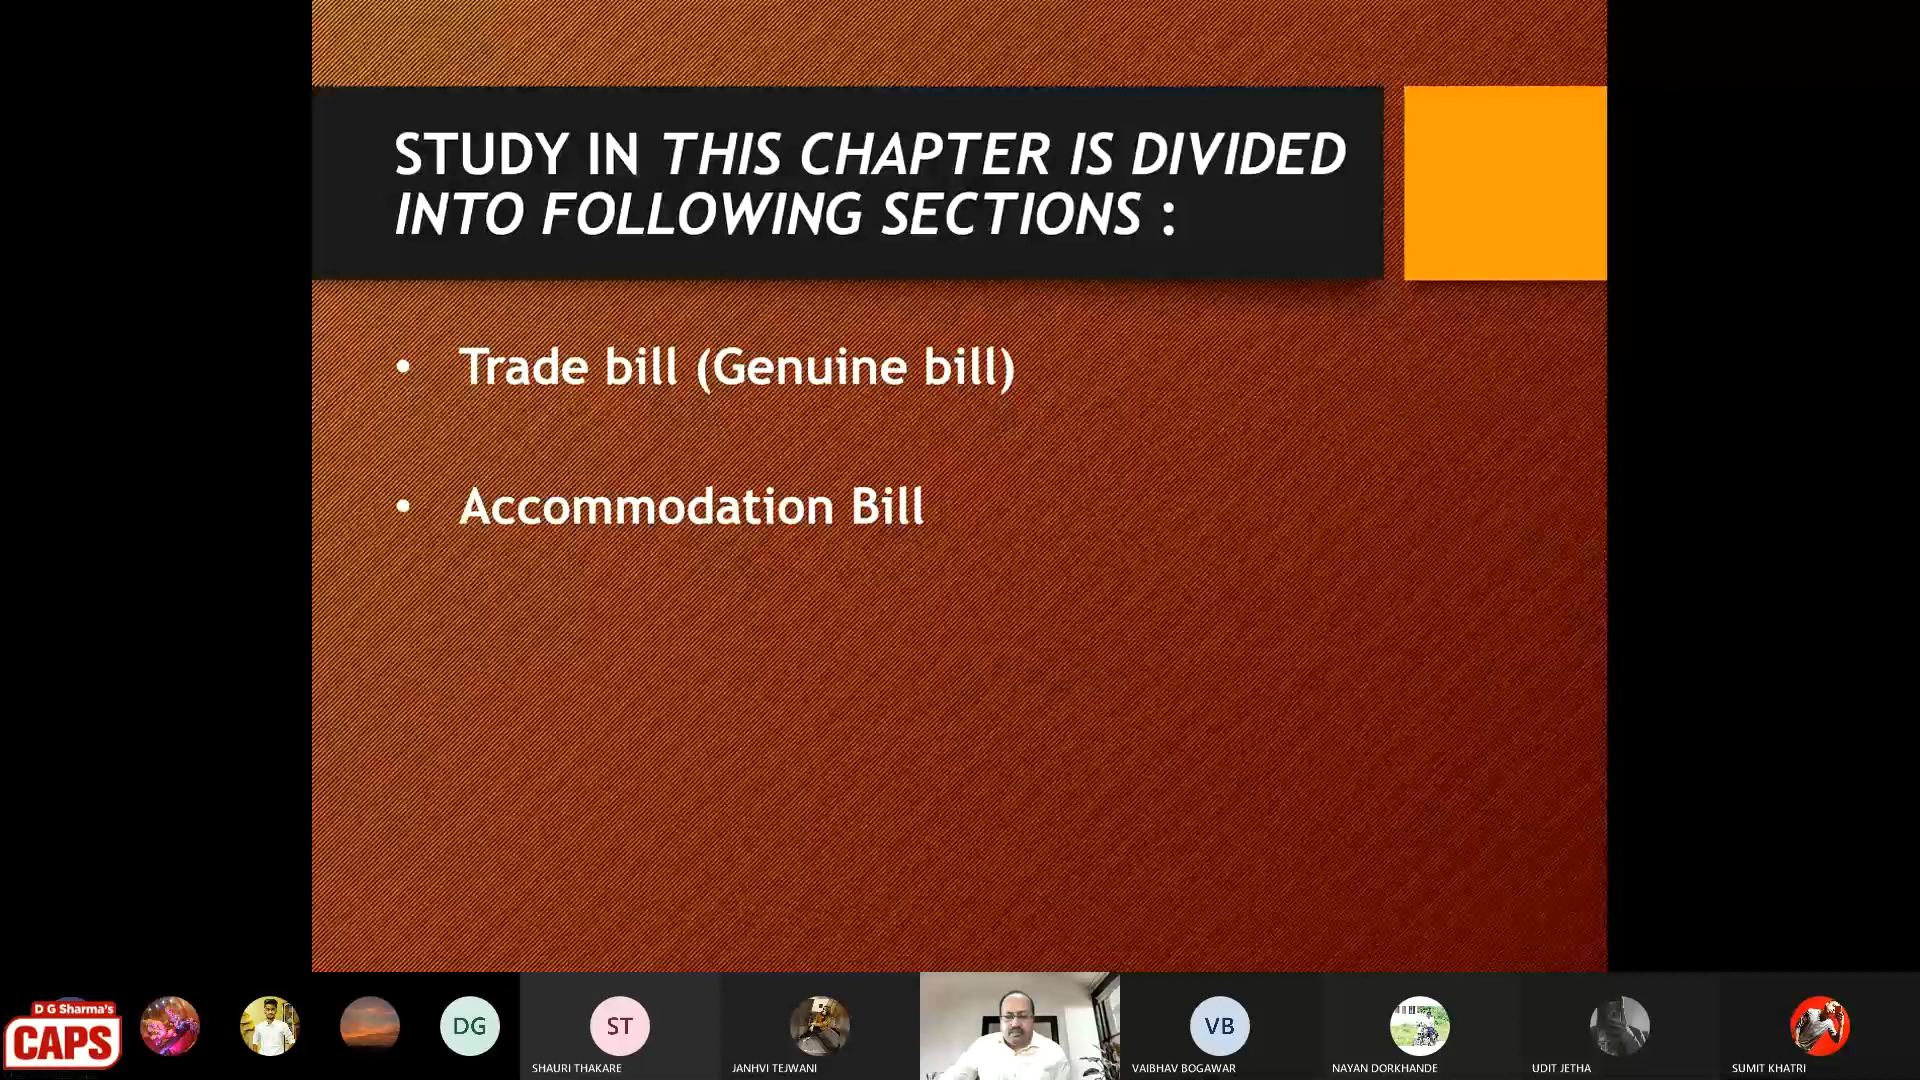 STUDY IN THIS CHAPTER IS DIVIDED
INTO FOLLOWING SECTIONS :
• Trade bill (Genuine bill)
• Accommodation Bill
D G Sharma's
CAPS
DG
ST
VB
SHAURI THAKARE
JANHVI TEJWANI
VAIBHAV BOGAWAR
NAYAN DORKHANDE
UDIT JETHA
SUMIT KHATRI